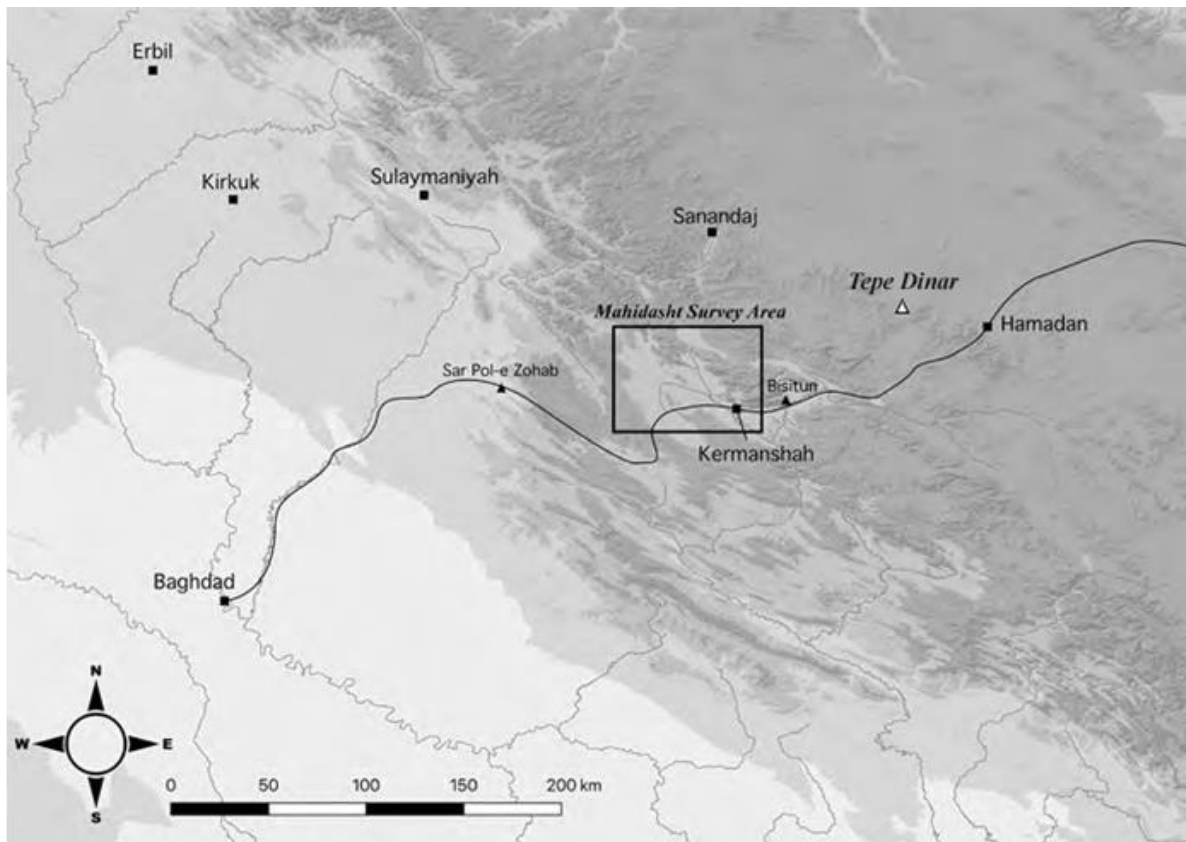 Erbil
Kirkuk
Sulaymaniyah
Sanandaj
Tepe Dinar
Mahidasht Survey Area
Hamadan
Sar Pol-e Zohab
Bisitun
Kermanshah
Baghdad
N
W E
S
0 50 100 150 200 km